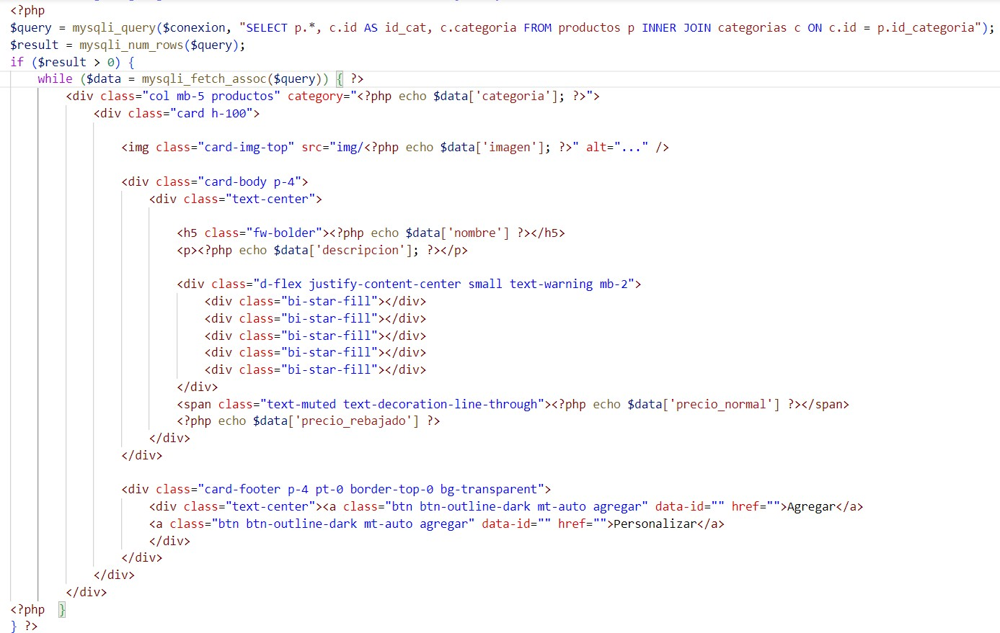 <?php
$query = mysqli_query($conexion, "SELECT p.*, c.id AS id_cat, c.categoria FROM productos p INNER JOIN categorias c ON c.id = p.id_categoria");
$result = mysqli_num_rows($query);
if ($result > 0) {
    while ($data = mysqli_fetch_assoc($query)) { ?>
        <div class="col mb-5 productos" category="<?php echo $data['categoria']; ?>">
            <div class="card h-100">
                <img class="card-img-top" src="img/<?php echo $data['imagen']; ?>" alt="..." />
                <div class="card-body p-4">
                    <div class="text-center">
                        <h5 class="fw-bolder"><?php echo $data['nombre'] ?></h5>
                        <p><?php echo $data['descripcion']; ?></p>
                        <div class="d-flex justify-content-center small text-warning mb-2">
                            <div class="bi-star-fill"></div>
                            <div class="bi-star-fill"></div>
                            <div class="bi-star-fill"></div>
                            <div class="bi-star-fill"></div>
                            <div class="bi-star-fill"></div>
                        </div>
                        <span class="text-muted text-decoration-line-through"><?php echo $data['precio_normal'] ?></span>
                        <?php echo $data['precio_rebajado'] ?>
                    </div>
                </div>
                <div class="card-footer p-4 pt-0 border-top-0 bg-transparent">
                    <div class="text-center"><a class="btn btn-outline-dark mt-auto agregar" data-id="" href="">Agregar</a>
                    <a class="btn btn-outline-dark mt-auto agregar" data-id="" href="">Personalizar</a>
                    </div>
                </div>
            </div>
        </div>
<?php  }
} ?>